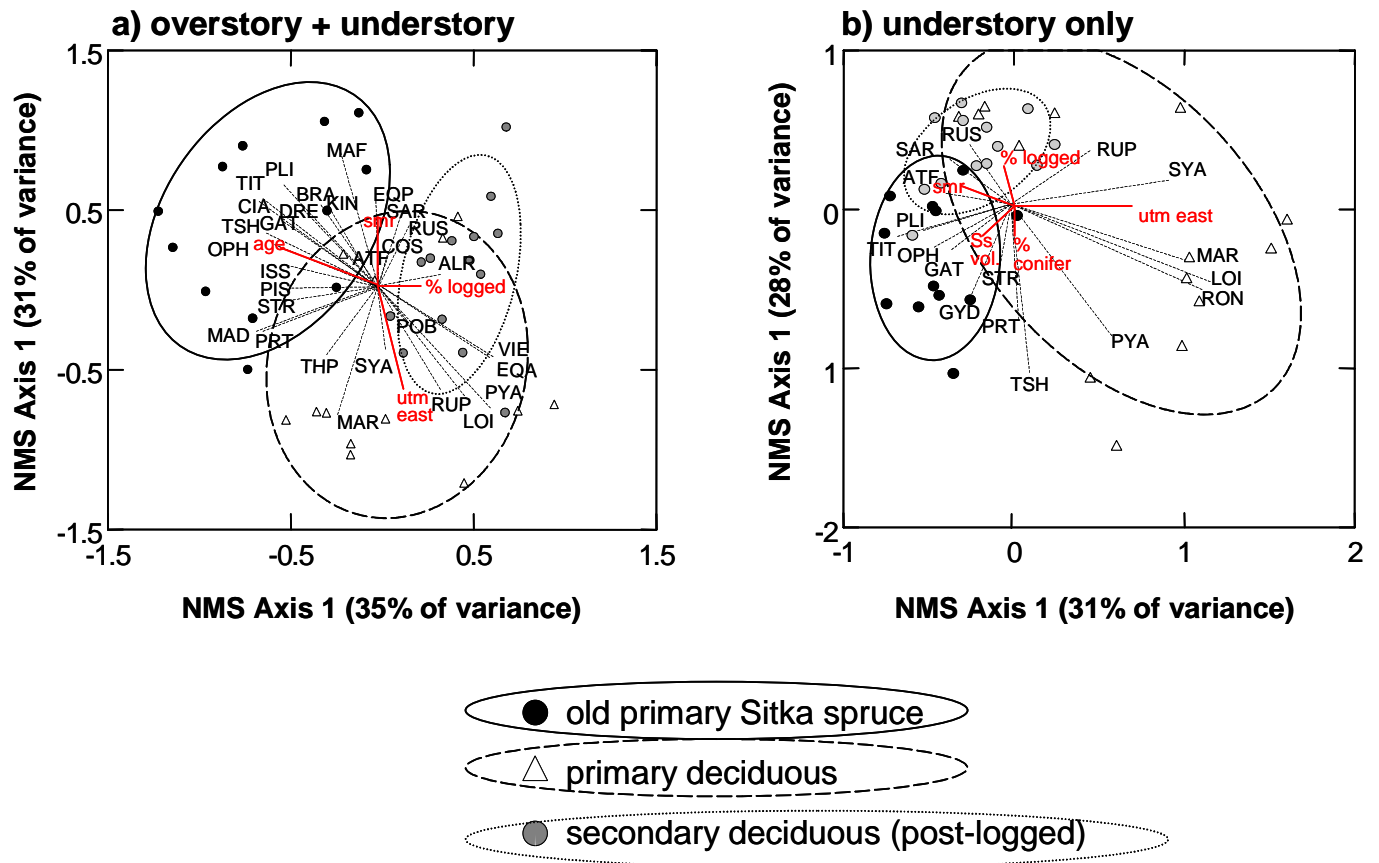 a) overstory + understory
NMS Axis 1 (31% of variance)
1.5
0.5
-0.5
-1.5
MAF
PLI
TIT
BRA
KIN
EQP
CIA
DRE
SAR
TSH
GAT
smr
RUS
OPH
age
COS
ATF
ALR
ISS
PIS
% logged
STR
MAD
PRT
POB
VIE
THP
SYA
EQA
utm
east
RUP
PYA
MAR
LOI
-1.5
-0.5
0.5
1.5
NMS Axis 1 (35% of variance)
b) understory only
NMS Axis 1 (28% of variance)
1
0
1
-2
RUS
SAR
% logged
RUP
ATF
smr
SYA
PLI
utm east
TIT
OPH
Ss
vol.
%
conifer
MAR
GAT
STR
LOI
RON
GYD
PRT
PYA
TSH
-1
0
1
2
NMS Axis 1 (31% of variance)
old primary Sitka spruce
primary deciduous
secondary deciduous (post-logged)